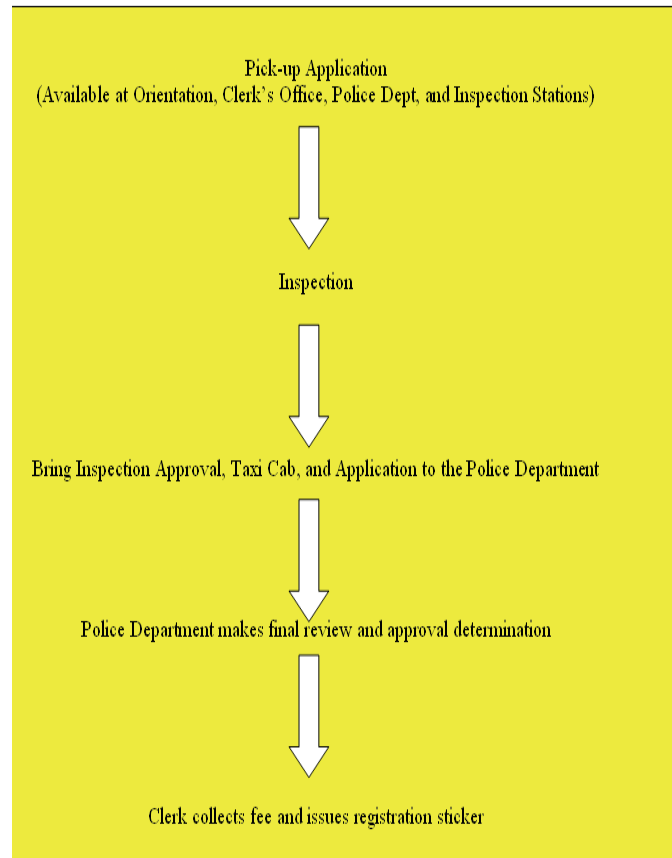 Pick-up Application
(Available at Orientation, Clerk's Office, Police Dept, and Inspection Stations)
Inspection
Bring Inspection Approval, Taxi Cab, and Application to the Police Department
Police Department makes final review and approval determination
Clerk collects fee and issues registration sticker